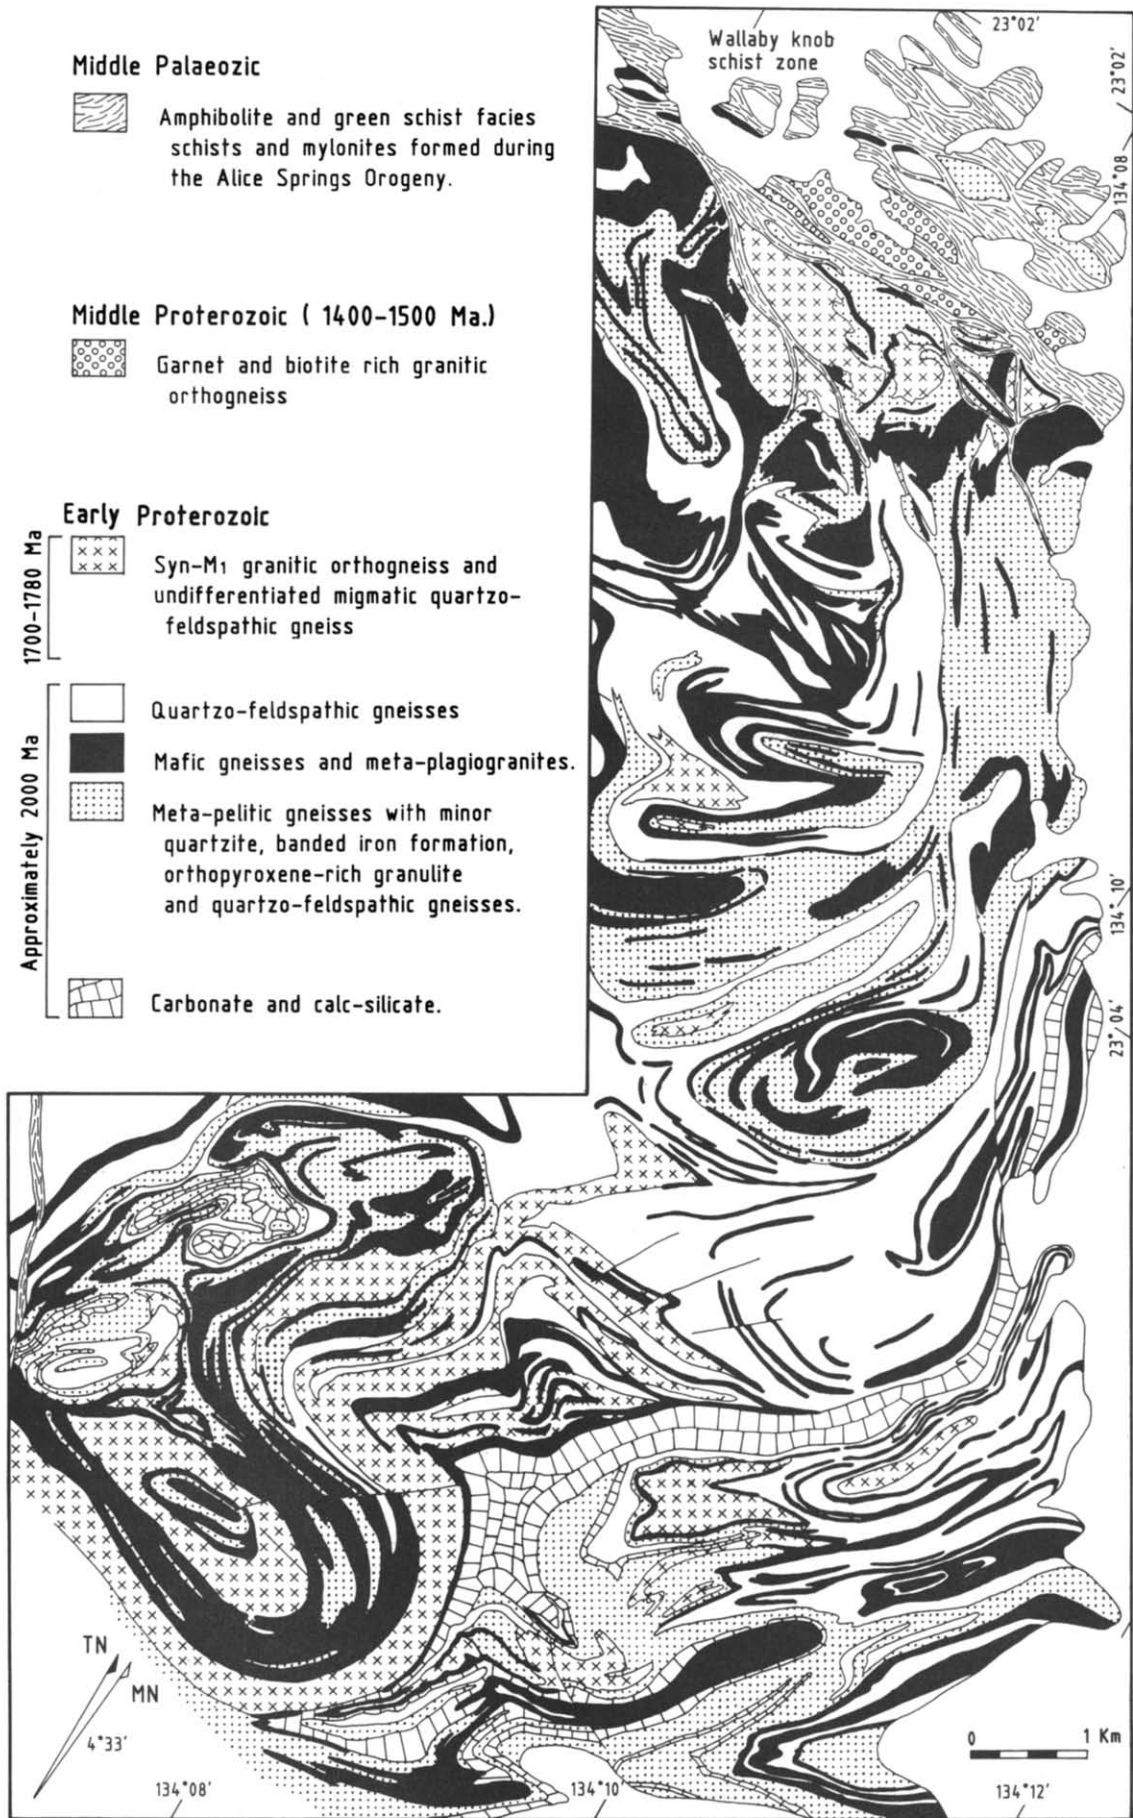 Middle Palaeozic
Amphibolite and green schist facies
schists and mylonites formed during
the Alice Springs Orogeny.
Middle Proterozoic ( 1400-1500 Ma.)
Garnet and biotite rich granitic
orthogneiss
Early Proterozoic
1700-1780 Ma
Syn-M1 granitic orthogneiss and
undifferentiated migmatic quartzo-
feldspathic gneiss
Approximately 2000 Ma
Quartzo-feldspathic gneisses
Mafic gneisses and meta-plagiogranites.
Meta-pelitic gneisses with minor
quartzite, banded iron formation,
orthopyroxene-rich granulite
and quartzo-feldspathic gneisses.
Carbonate and calc-silicate.
Wallaby knob
schist zone
23°02'
23°02'
134°08'
134°10'
23°04'
TN
MN
4°33'
134°08'
134°10'
134°12'
0 1 Km